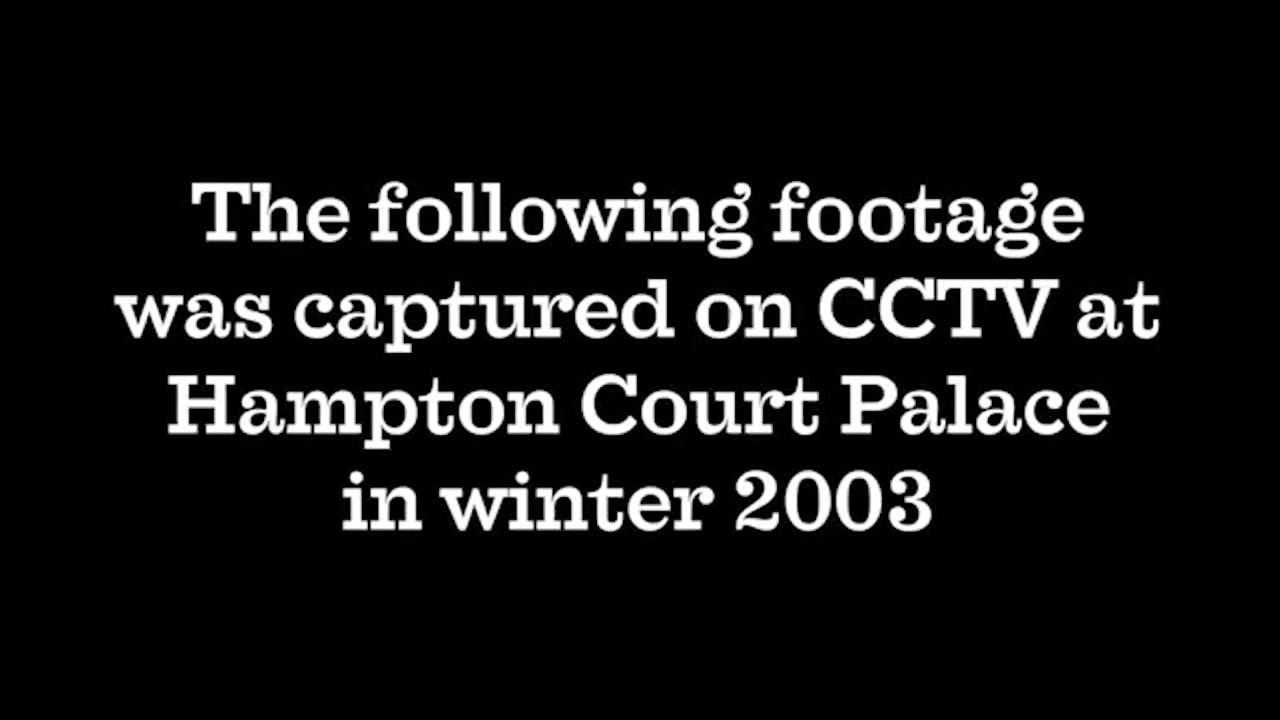 The following footage
was captured on CCTV at
Hampton Court Palace
in winter 2003